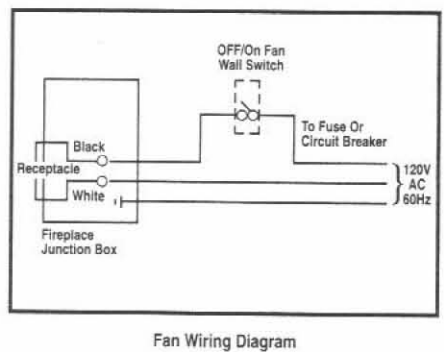 OFF/On Fan
Wall Switch
To Fuse Or
Circuit Breaker
Black
Receptacle
White
120V
AC
60Hz
Fireplace
Junction Box
Fan Wiring Diagram